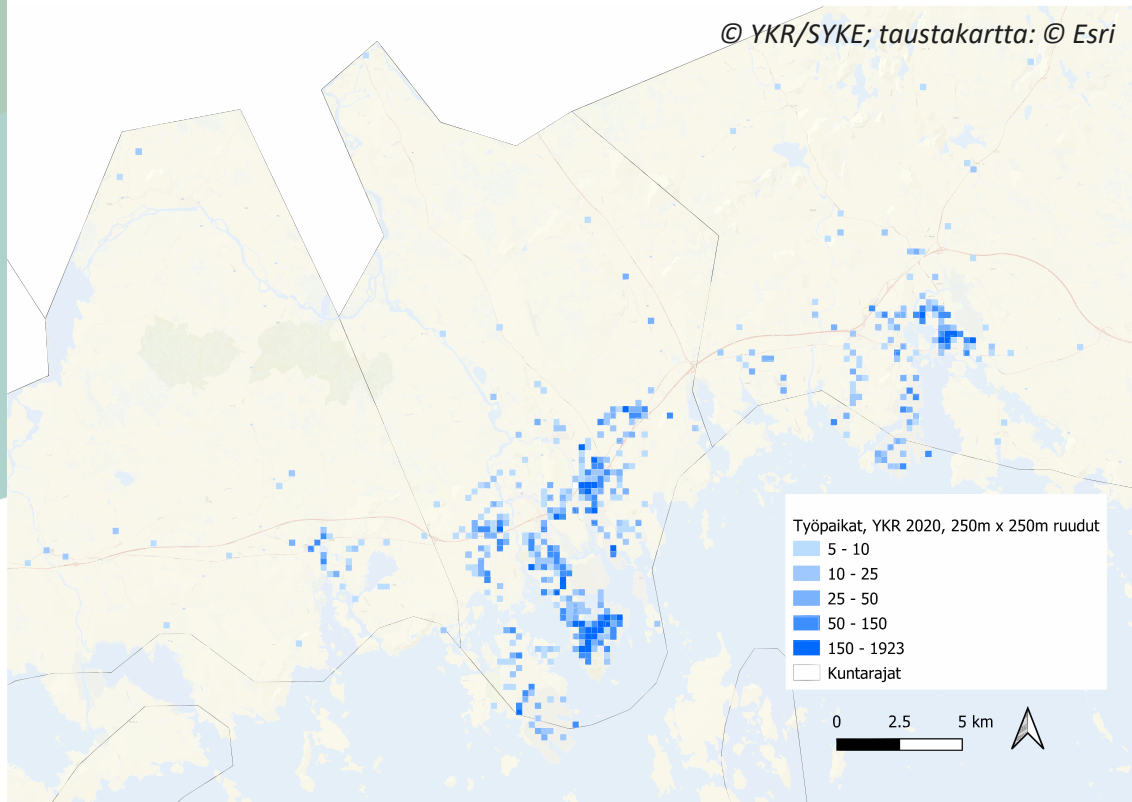 © YKR/SYKE; taustakartta: © Esri
Työpaikat, YKR 2020, 250m x 250m ruudut
5 - 10
10 - 25
25 - 50
50 - 150
150 - 1923
Kuntarajat
0 2.5 5 km